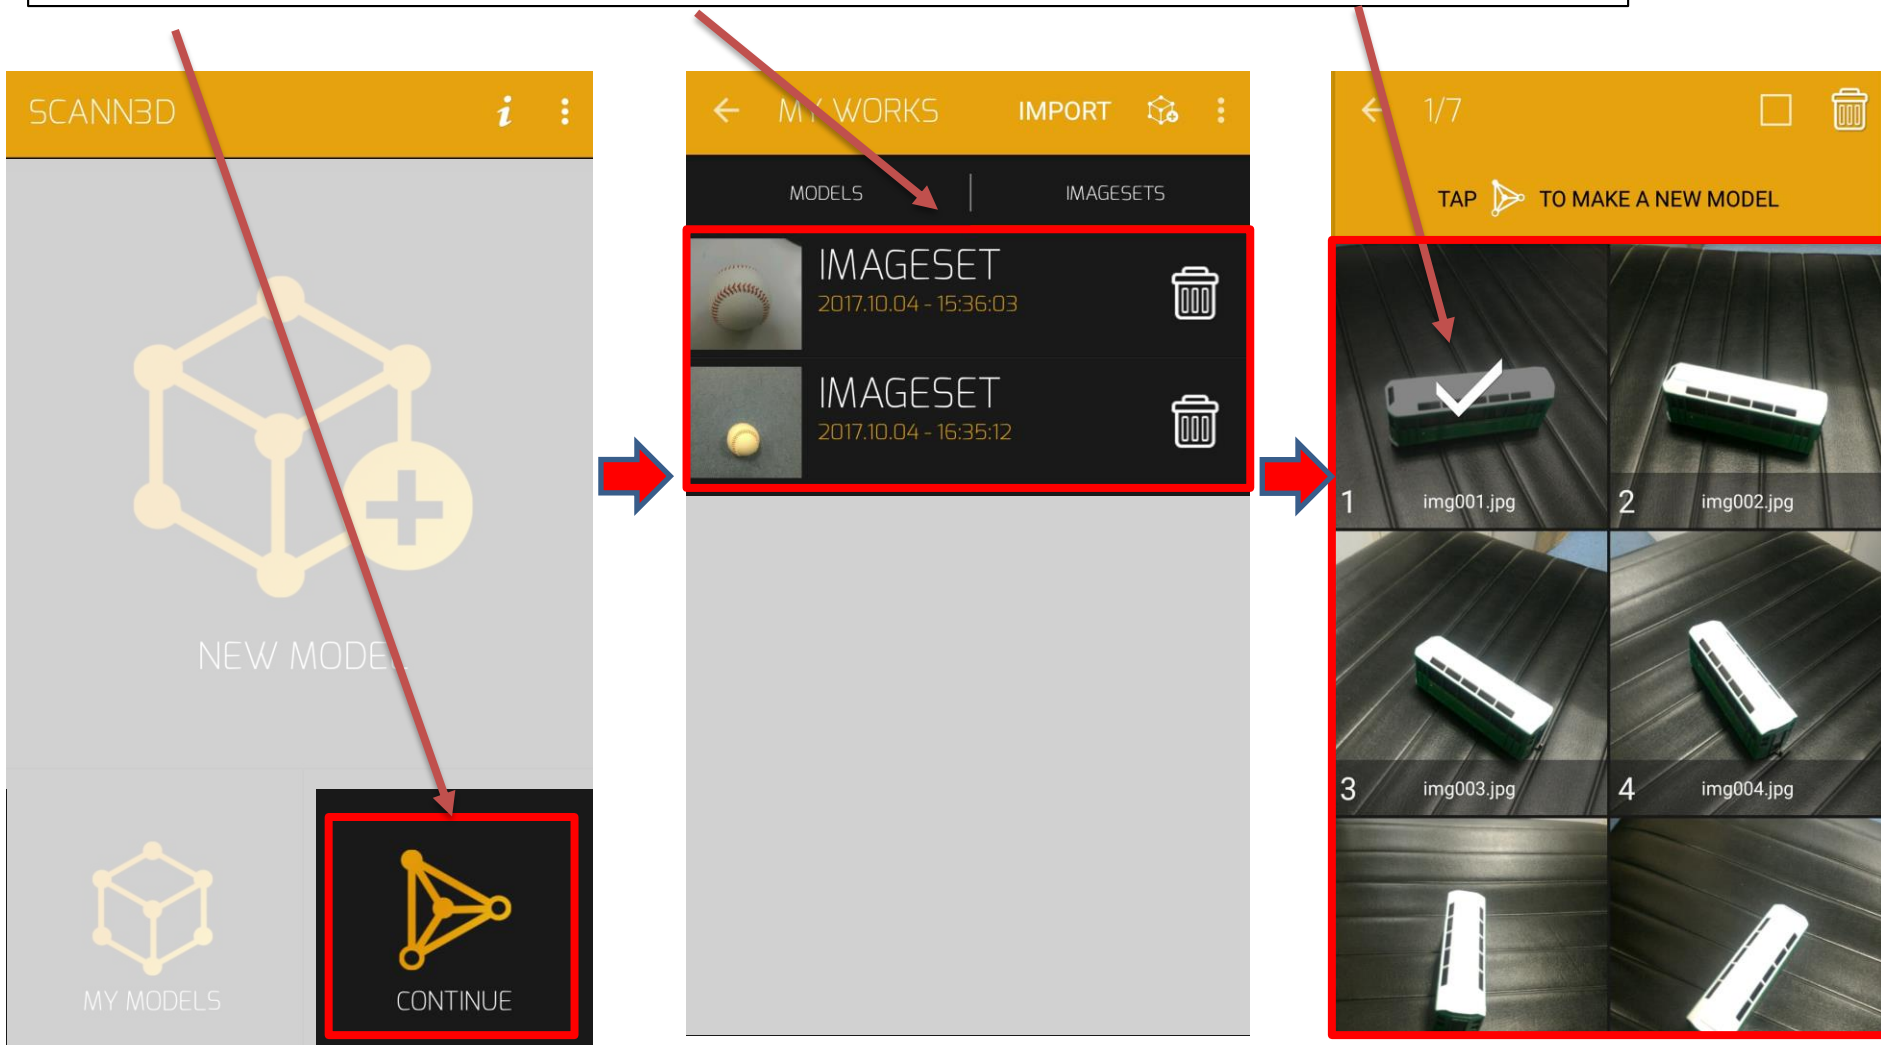 SCANN3D
NEW MODEL
MY MODELS
CONTINUE
MY WORKS IMPORT
MODELS IMAGESETS
IMAGESET
2017.10.04 - 15:36:03
IMAGESET
2017.10.04 - 16:35:12
1/7
TAP TO MAKE A NEW MODEL
1 img001.jpg
2 img002.jpg
3 img003.jpg
4 img004.jpg